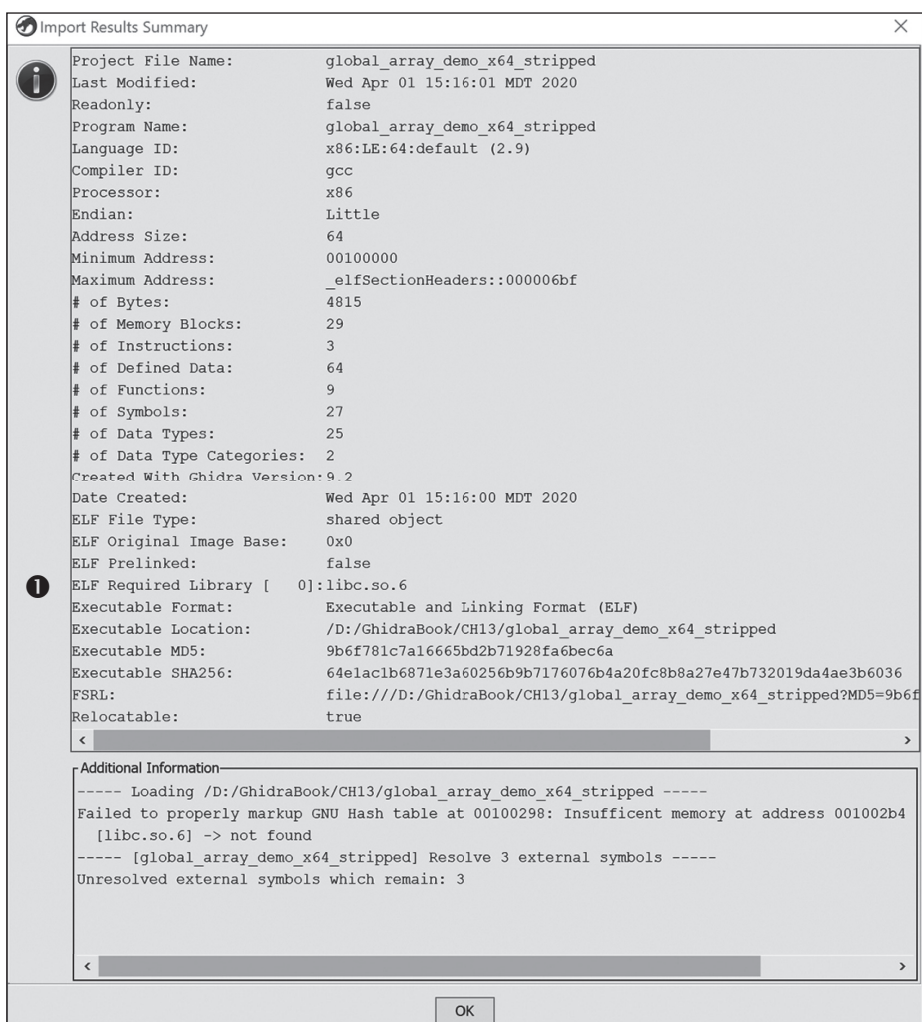 Import Results Summary
Project File Name: global_array_demo_x64_stripped
Last Modified: Wed Apr 01 15:16:01 MDT 2020
Readonly: false
Program Name: global_array_demo_x64_stripped
Language ID: x86:LE:64:default (2.9)
Compiler ID: gcc
Processor: x86
Endian: Little
Address Size: 64
Minimum Address: 00100000
Maximum Address: _elfSectionHeaders::000006bf
# of Bytes: 4815
# of Memory Blocks: 29
# of Instructions: 3
# of Defined Data: 64
# of Functions: 9
# of Symbols: 27
# of Data Types: 25
# of Data Type Categories: 2
Created With Ghidra Version: 9.2
Date Created: Wed Apr 01 15:16:00 MDT 2020
ELF File Type: shared object
ELF Original Image Base: 0x0
ELF Prelinked: false
❶ ELF Required Library [ 0]: libc.so.6
Executable Format: Executable and Linking Format (ELF)
Executable Location: /D:/GhidraBook/CH13/global_array_demo_x64_stripped
Executable MD5: 9b6f781c7a16665bd2b71928fa6bec6a
Executable SHA256: 64e1ac1b6871e3a60256b9b7176076b4a20fc8b8a27e47b732019da4ae3b6036
FSRL: file:///D:/GhidraBook/CH13/global_array_demo_x64_stripped?MD5=9b6f
Relocatable: true
Additional Information
----- Loading /D:/GhidraBook/CH13/global_array_demo_x64_stripped -----
Failed to properly markup GNU Hash table at 00100298: Insufficent memory at address 001002b4
[libc.so.6] -> not found
----- [global_array_demo_x64_stripped] Resolve 3 external symbols -----
Unresolved external symbols which remain: 3
OK